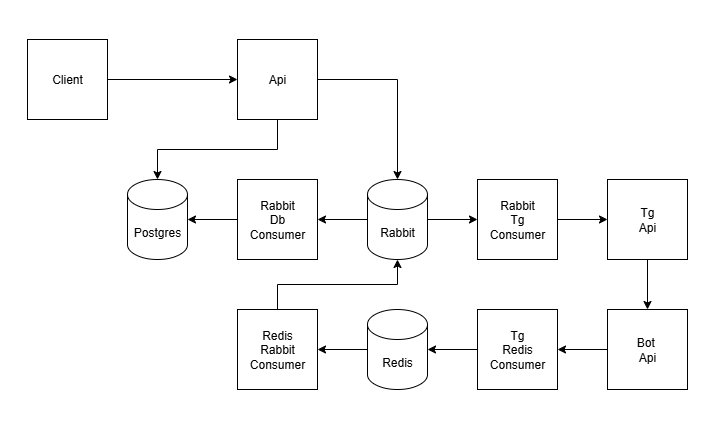 Client
Api
Postgres
Rabbit
Db
Consumer
Rabbit
Rabbit
Tg
Consumer
Tg
Api
Redis
Rabbit
Consumer
Redis
Tg
Redis
Consumer
Bot
Api